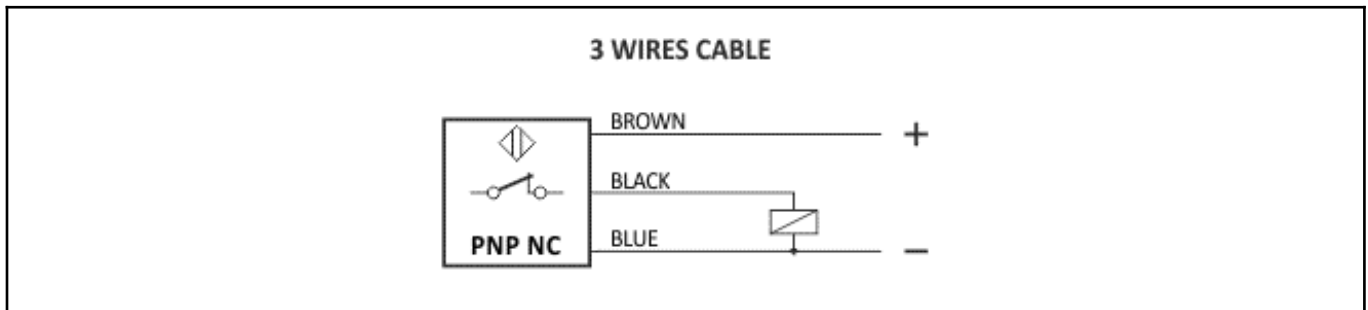 3 WIRES CABLE
BROWN
+
BLACK
PNP NC
BLUE
−